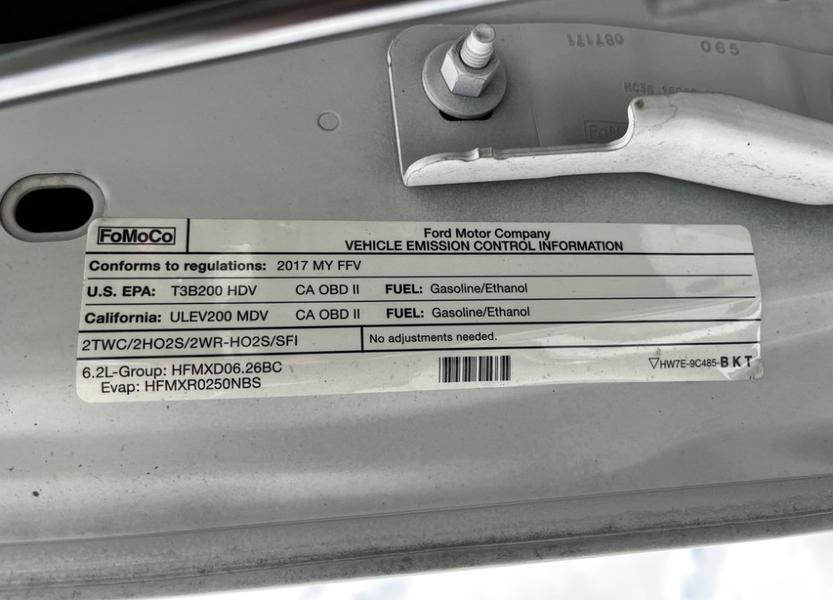 087171
065
FoMoCo
FoMoCo
Ford Motor Company
VEHICLE EMISSION CONTROL INFORMATION
Conforms to regulations: 2017 MY FFV
U.S. EPA: T3B200 HDV CA OBD II FUEL: Gasoline/Ethanol
California: ULEV200 MDV CA OBD II FUEL: Gasoline/Ethanol
2TWC/2HO2S/2WR-HO2S/SFI
No adjustments needed.
6.2L-Group: HFMXD06.26BC
Evap: HFMXR0250NBS
HW7E-9C485-BKT